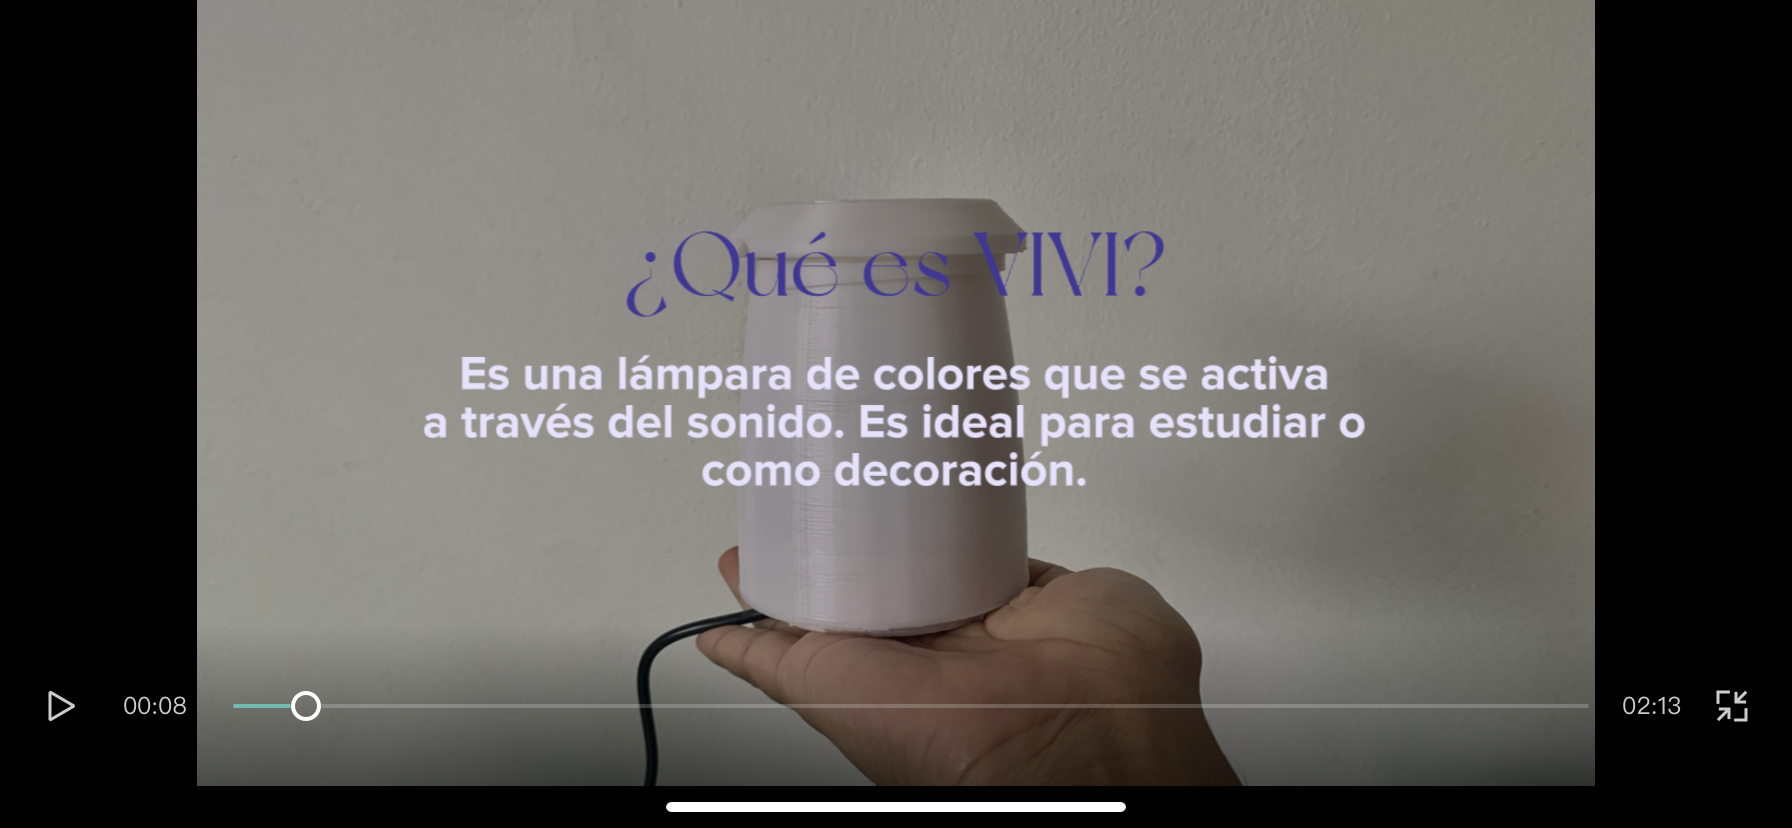 ¿Qué es VIVI?
Es una lámpara de colores que se activa
a través del sonido. Es ideal para estudiar o
como decoración.
00:08
02:13